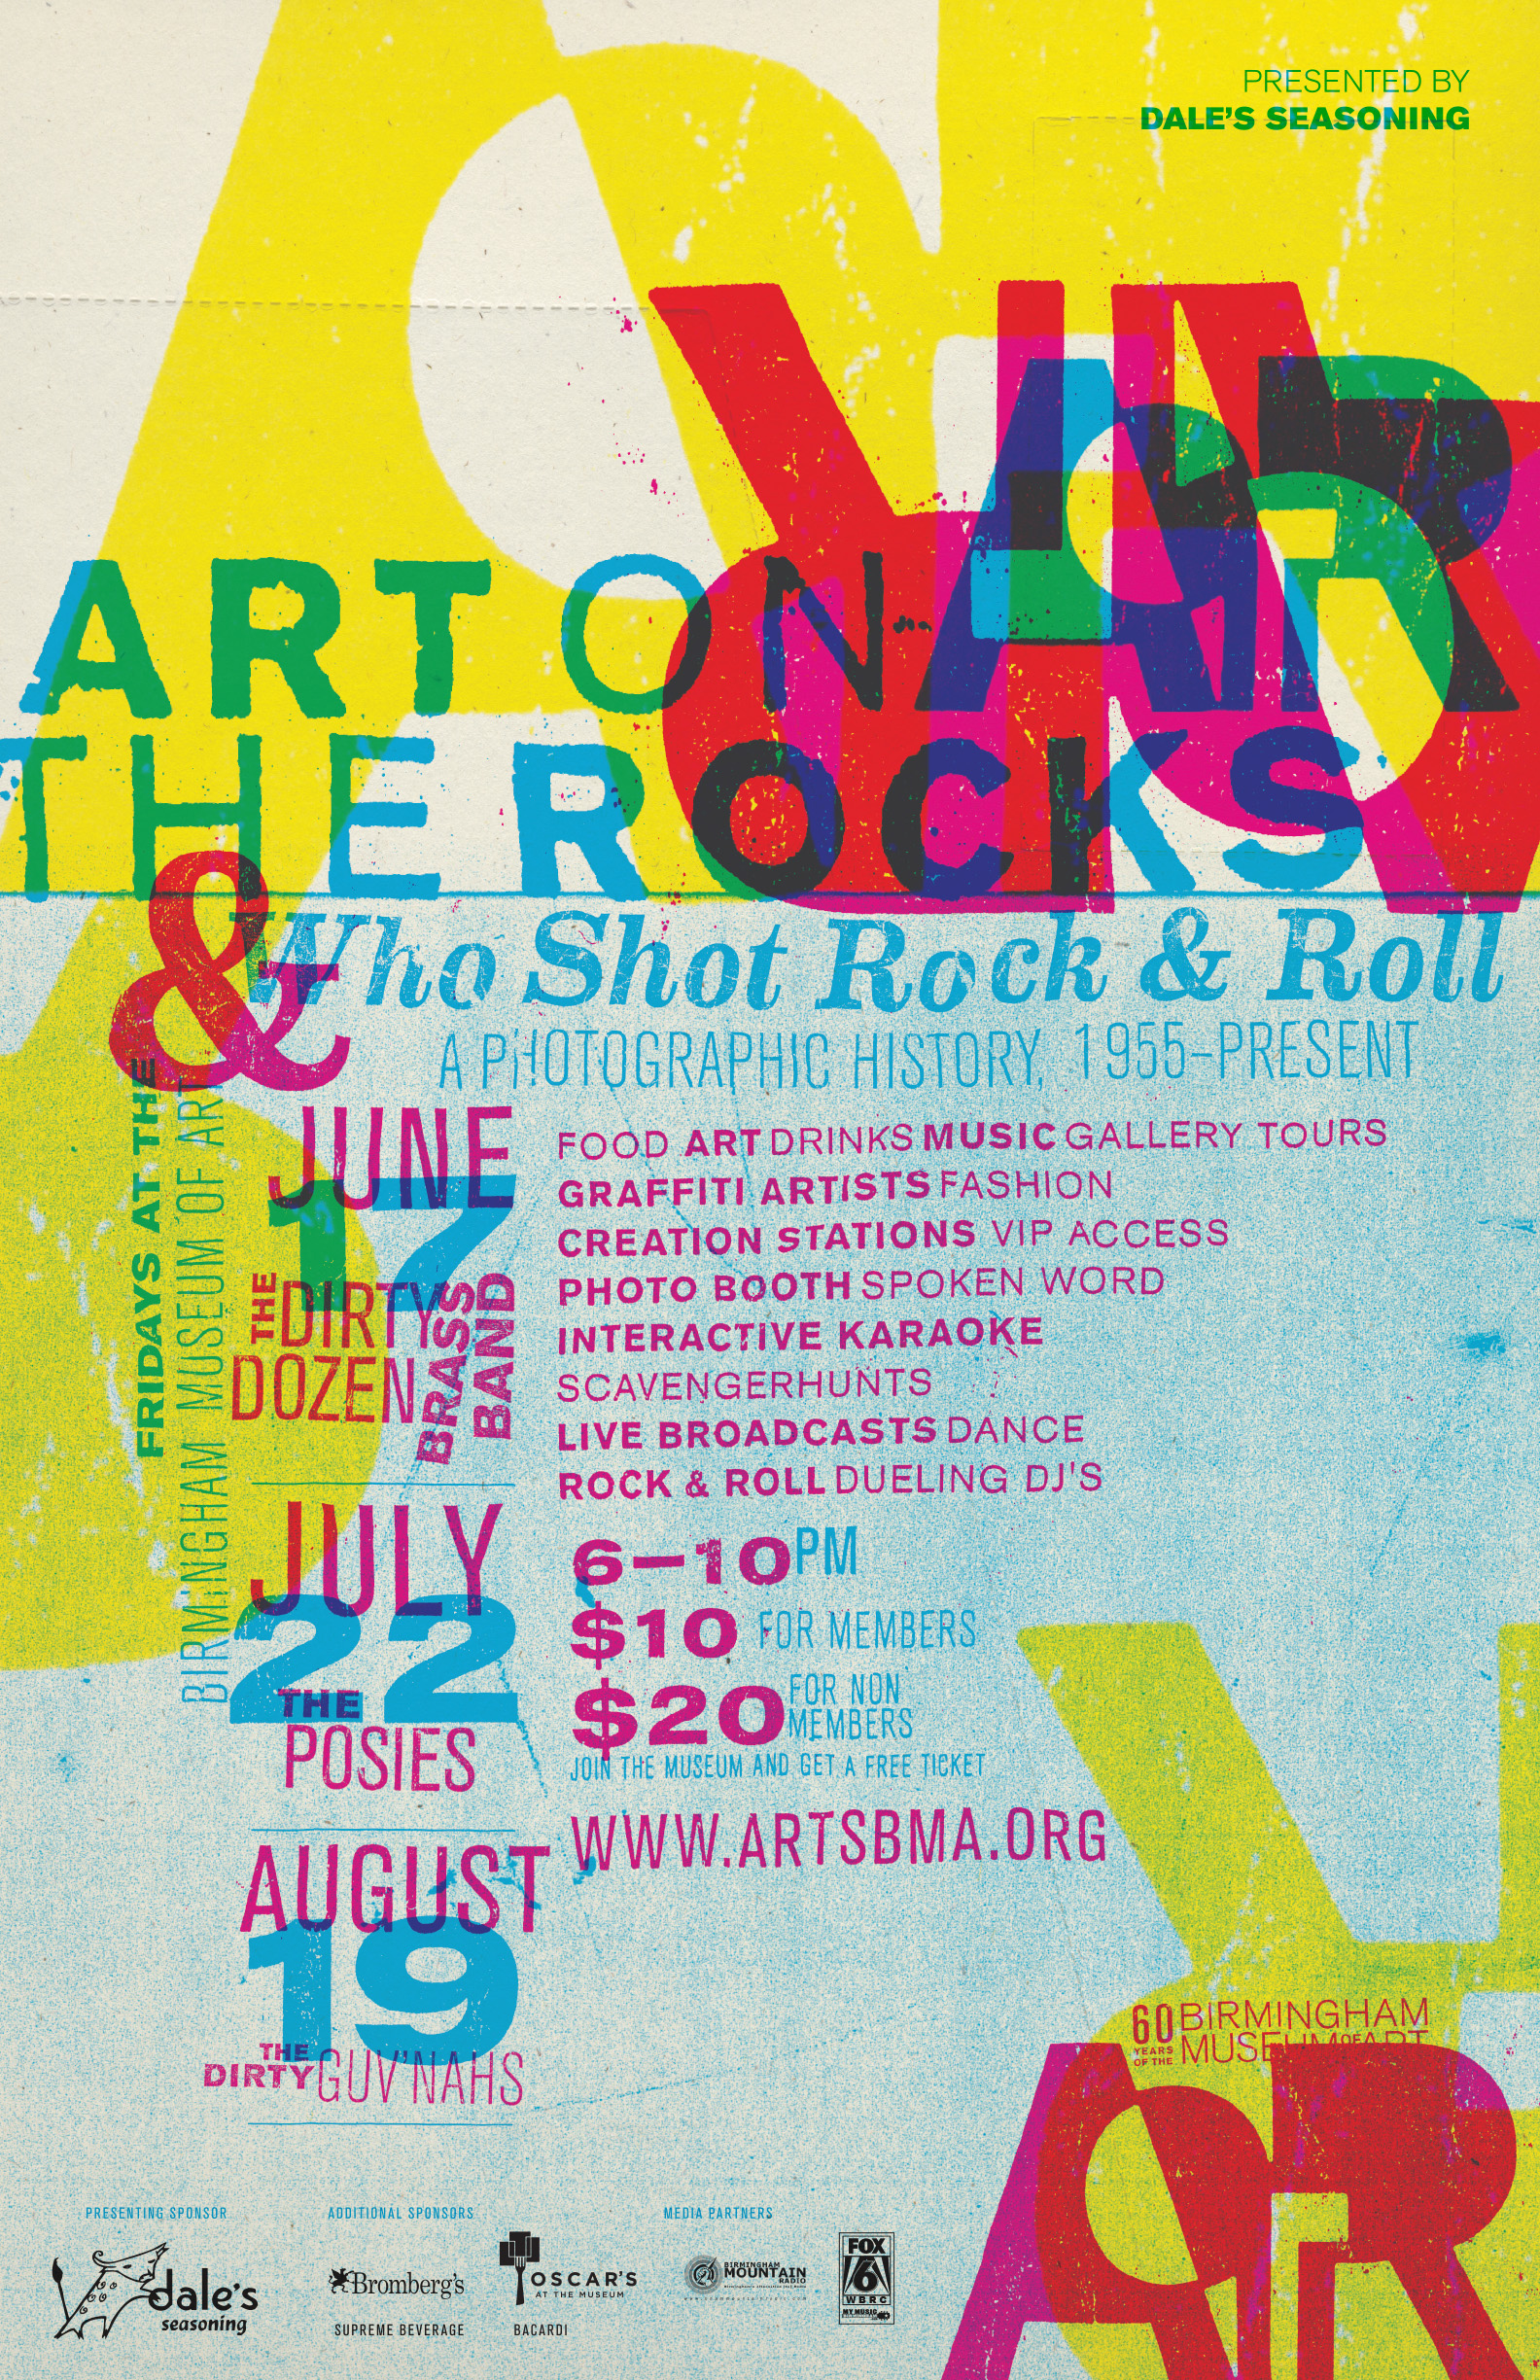 PRESENTED BY
DALE'S SEASONING
ART ON AIR
THE ROCKS
&
Who Shot Rock & Roll
A PHOTOGRAPHIC HISTORY, 1955–PRESENT
FRIDAYS AT THE
BIRMINGHAM MUSEUM OF ART
JUNE
17
THE DIRTY
DOZEN
BRASS
BAND
JULY
22
THE
POSIES
AUGUST
19
THE
DIRTY GUV'NAHS
FOOD ART DRINKS MUSIC GALLERY TOURS
GRAFFITI ARTISTS FASHION
CREATION STATIONS VIP ACCESS
PHOTO BOOTH SPOKEN WORD
INTERACTIVE KARAOKE
SCAVENGERHUNTS
LIVE BROADCASTS DANCE
ROCK & ROLL DUELING DJ'S
6–10PM
$10 FOR MEMBERS
$20 FOR NON
MEMBERS
JOIN THE MUSEUM AND GET A FREE TICKET
WWW.ARTSBMA.ORG
60 YEARS OF THE
BIRMINGHAM
MUSEUM OF ART
PRESENTING SPONSOR
dale's
seasoning
ADDITIONAL SPONSORS
Bromberg's
OSCAR'S
AT THE MUSEUM
SUPREME BEVERAGE
BACARDI
MEDIA PARTNERS
BIRMINGHAM
MOUNTAIN
RADIO
FOX
6
WBRC